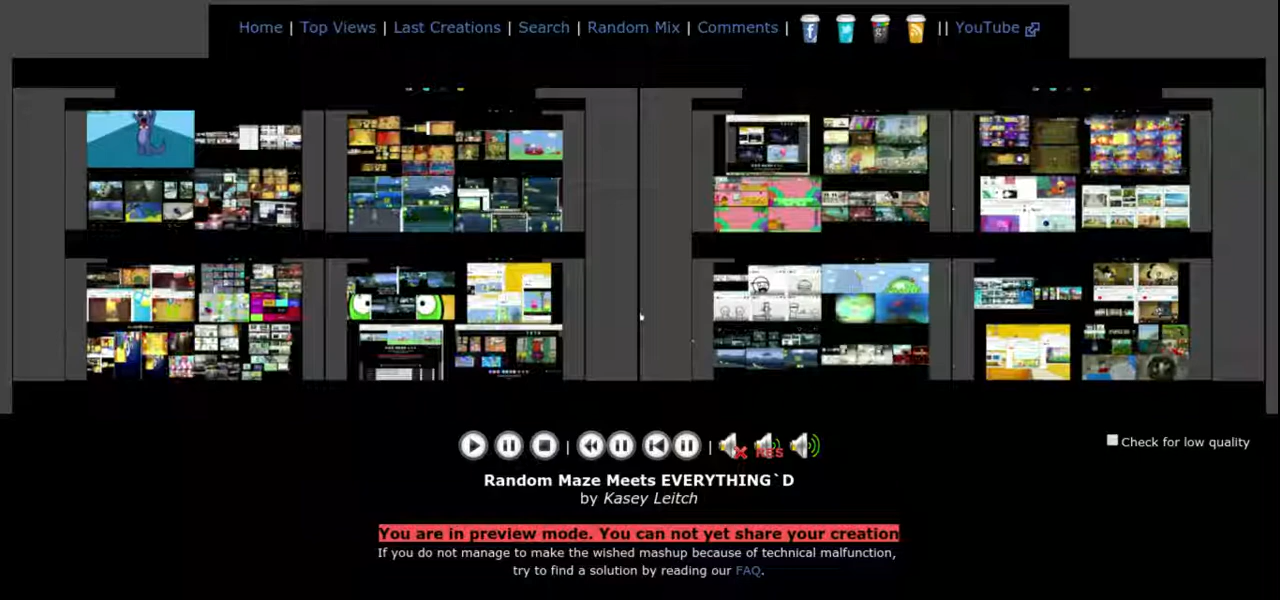 Home | Top Views | Last Creations | Search | Random Mix | Comments | || YouTube
| |
RES
Check for low quality
Random Maze Meets EVERYTHING`D
by Kasey Leitch
You are in preview mode. You can not yet share your creation
If you do not manage to make the wished mashup because of technical malfunction,
try to find a solution by reading our FAQ.